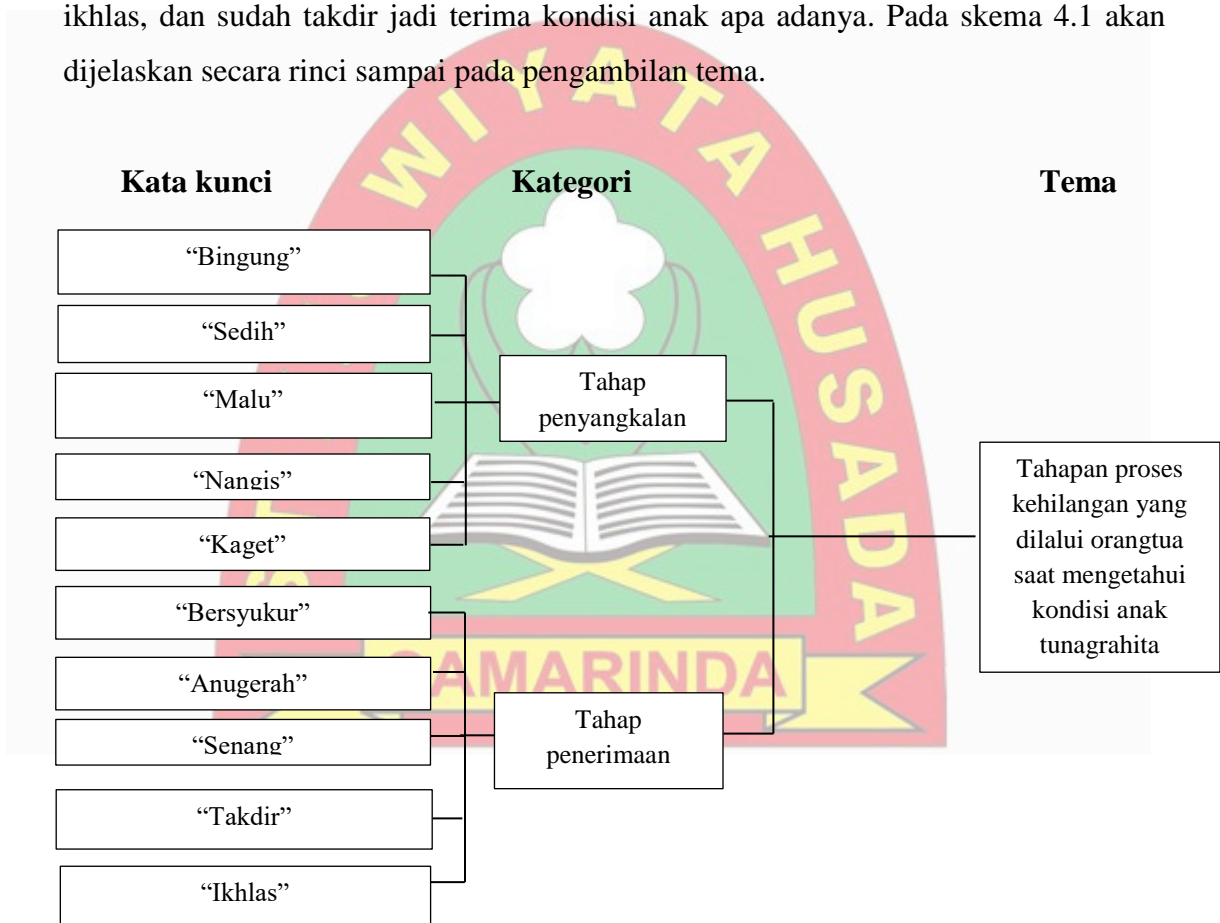 ikhlas, dan sudah takdir jadi terima kondisi anak apa adanya. Pada skema 4.1 akan
dijelaskan secara rinci sampai pada pengambilan tema.
Kata kunci
Kategori
Tema
“Bingung”
“Sedih”
“Malu”
“Nangis”
“Kaget”
“Bersyukur”
“Anugerah”
“Senang”
“Takdir”
“Ikhlas”
Tahap
penyangkalan
Tahap
penerimaan
Tahapan proses
kehilangan yang
dilalui orangtua
saat mengetahui
kondisi anak
tunagrahita
WIYATA HUSADA
SAMARINDA